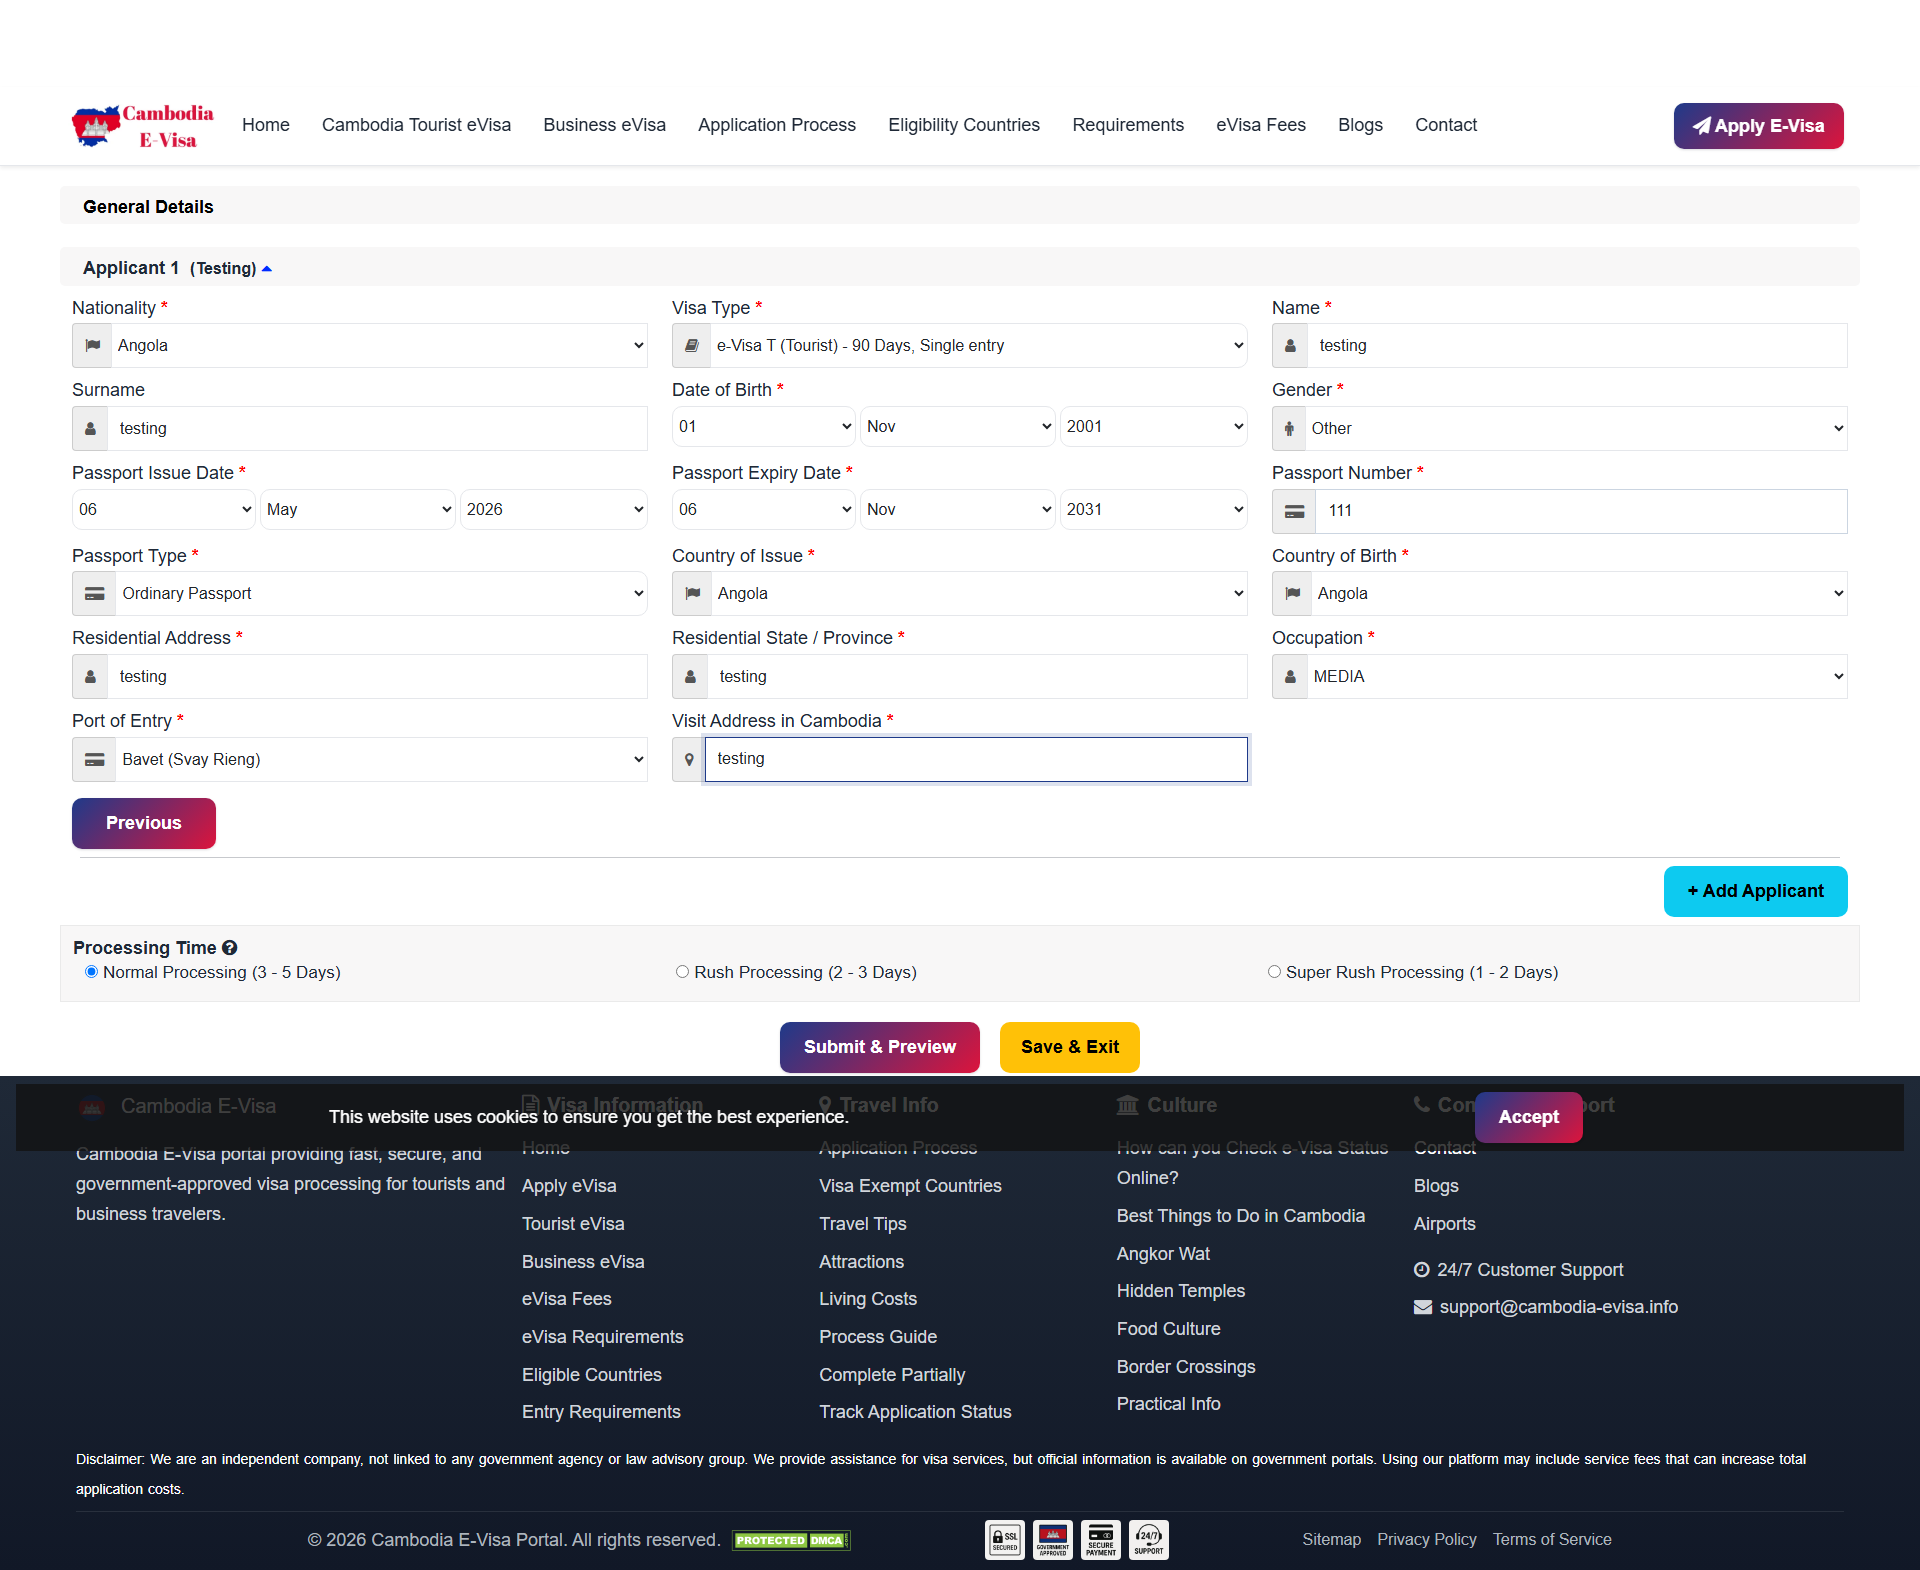 Cambodia
E-Visa
Home Cambodia Tourist eVisa Business eVisa Application Process Eligibility Countries Requirements eVisa Fees Blogs Contact Apply E-Visa
General Details
Applicant 1 (Testing)
Nationality * Visa Type * Name *
Angola e-Visa T (Tourist) - 90 Days, Single entry testing
Surname Date of Birth * Gender *
testing 01 Nov 2001 Other
Passport Issue Date * Passport Expiry Date * Passport Number *
06 May 2026 06 Nov 2031 111
Passport Type * Country of Issue * Country of Birth *
Ordinary Passport Angola Angola
Residential Address * Residential State / Province * Occupation *
testing testing MEDIA
Port of Entry * Visit Address in Cambodia *
Bavet (Svay Rieng) testing
Previous
+ Add Applicant
Processing Time
Normal Processing (3 - 5 Days) Rush Processing (2 - 3 Days) Super Rush Processing (1 - 2 Days)
Submit & Preview Save & Exit
Cambodia E-Visa Visa Information Travel Info Culture
This website uses cookies to ensure you get the best experience. Accept
Cambodia E-Visa portal providing fast, secure, and
government-approved visa processing for tourists and
business travelers.
Home
Apply eVisa
Tourist eVisa
Business eVisa
eVisa Fees
eVisa Requirements
Eligible Countries
Entry Requirements
Application Process
Visa Exempt Countries
Travel Tips
Attractions
Living Costs
Process Guide
Complete Partially
Track Application Status
How can you Check e-Visa Status
Online?
Best Things to Do in Cambodia
Angkor Wat
Hidden Temples
Food Culture
Border Crossings
Practical Info
Contact
Blogs
Airports
24/7 Customer Support
support@cambodia-evisa.info
Disclaimer: We are an independent company, not linked to any government agency or law advisory group. We provide assistance for visa services, but official information is available on government portals. Using our platform may include service fees that can increase total
application costs.
© 2026 Cambodia E-Visa Portal. All rights reserved. PROTECTED DMCA
SSL
SECURED
GOVERNMENT
APPROVED
SECURE
PAYMENT
24/7
SUPPORT
Sitemap Privacy Policy Terms of Service